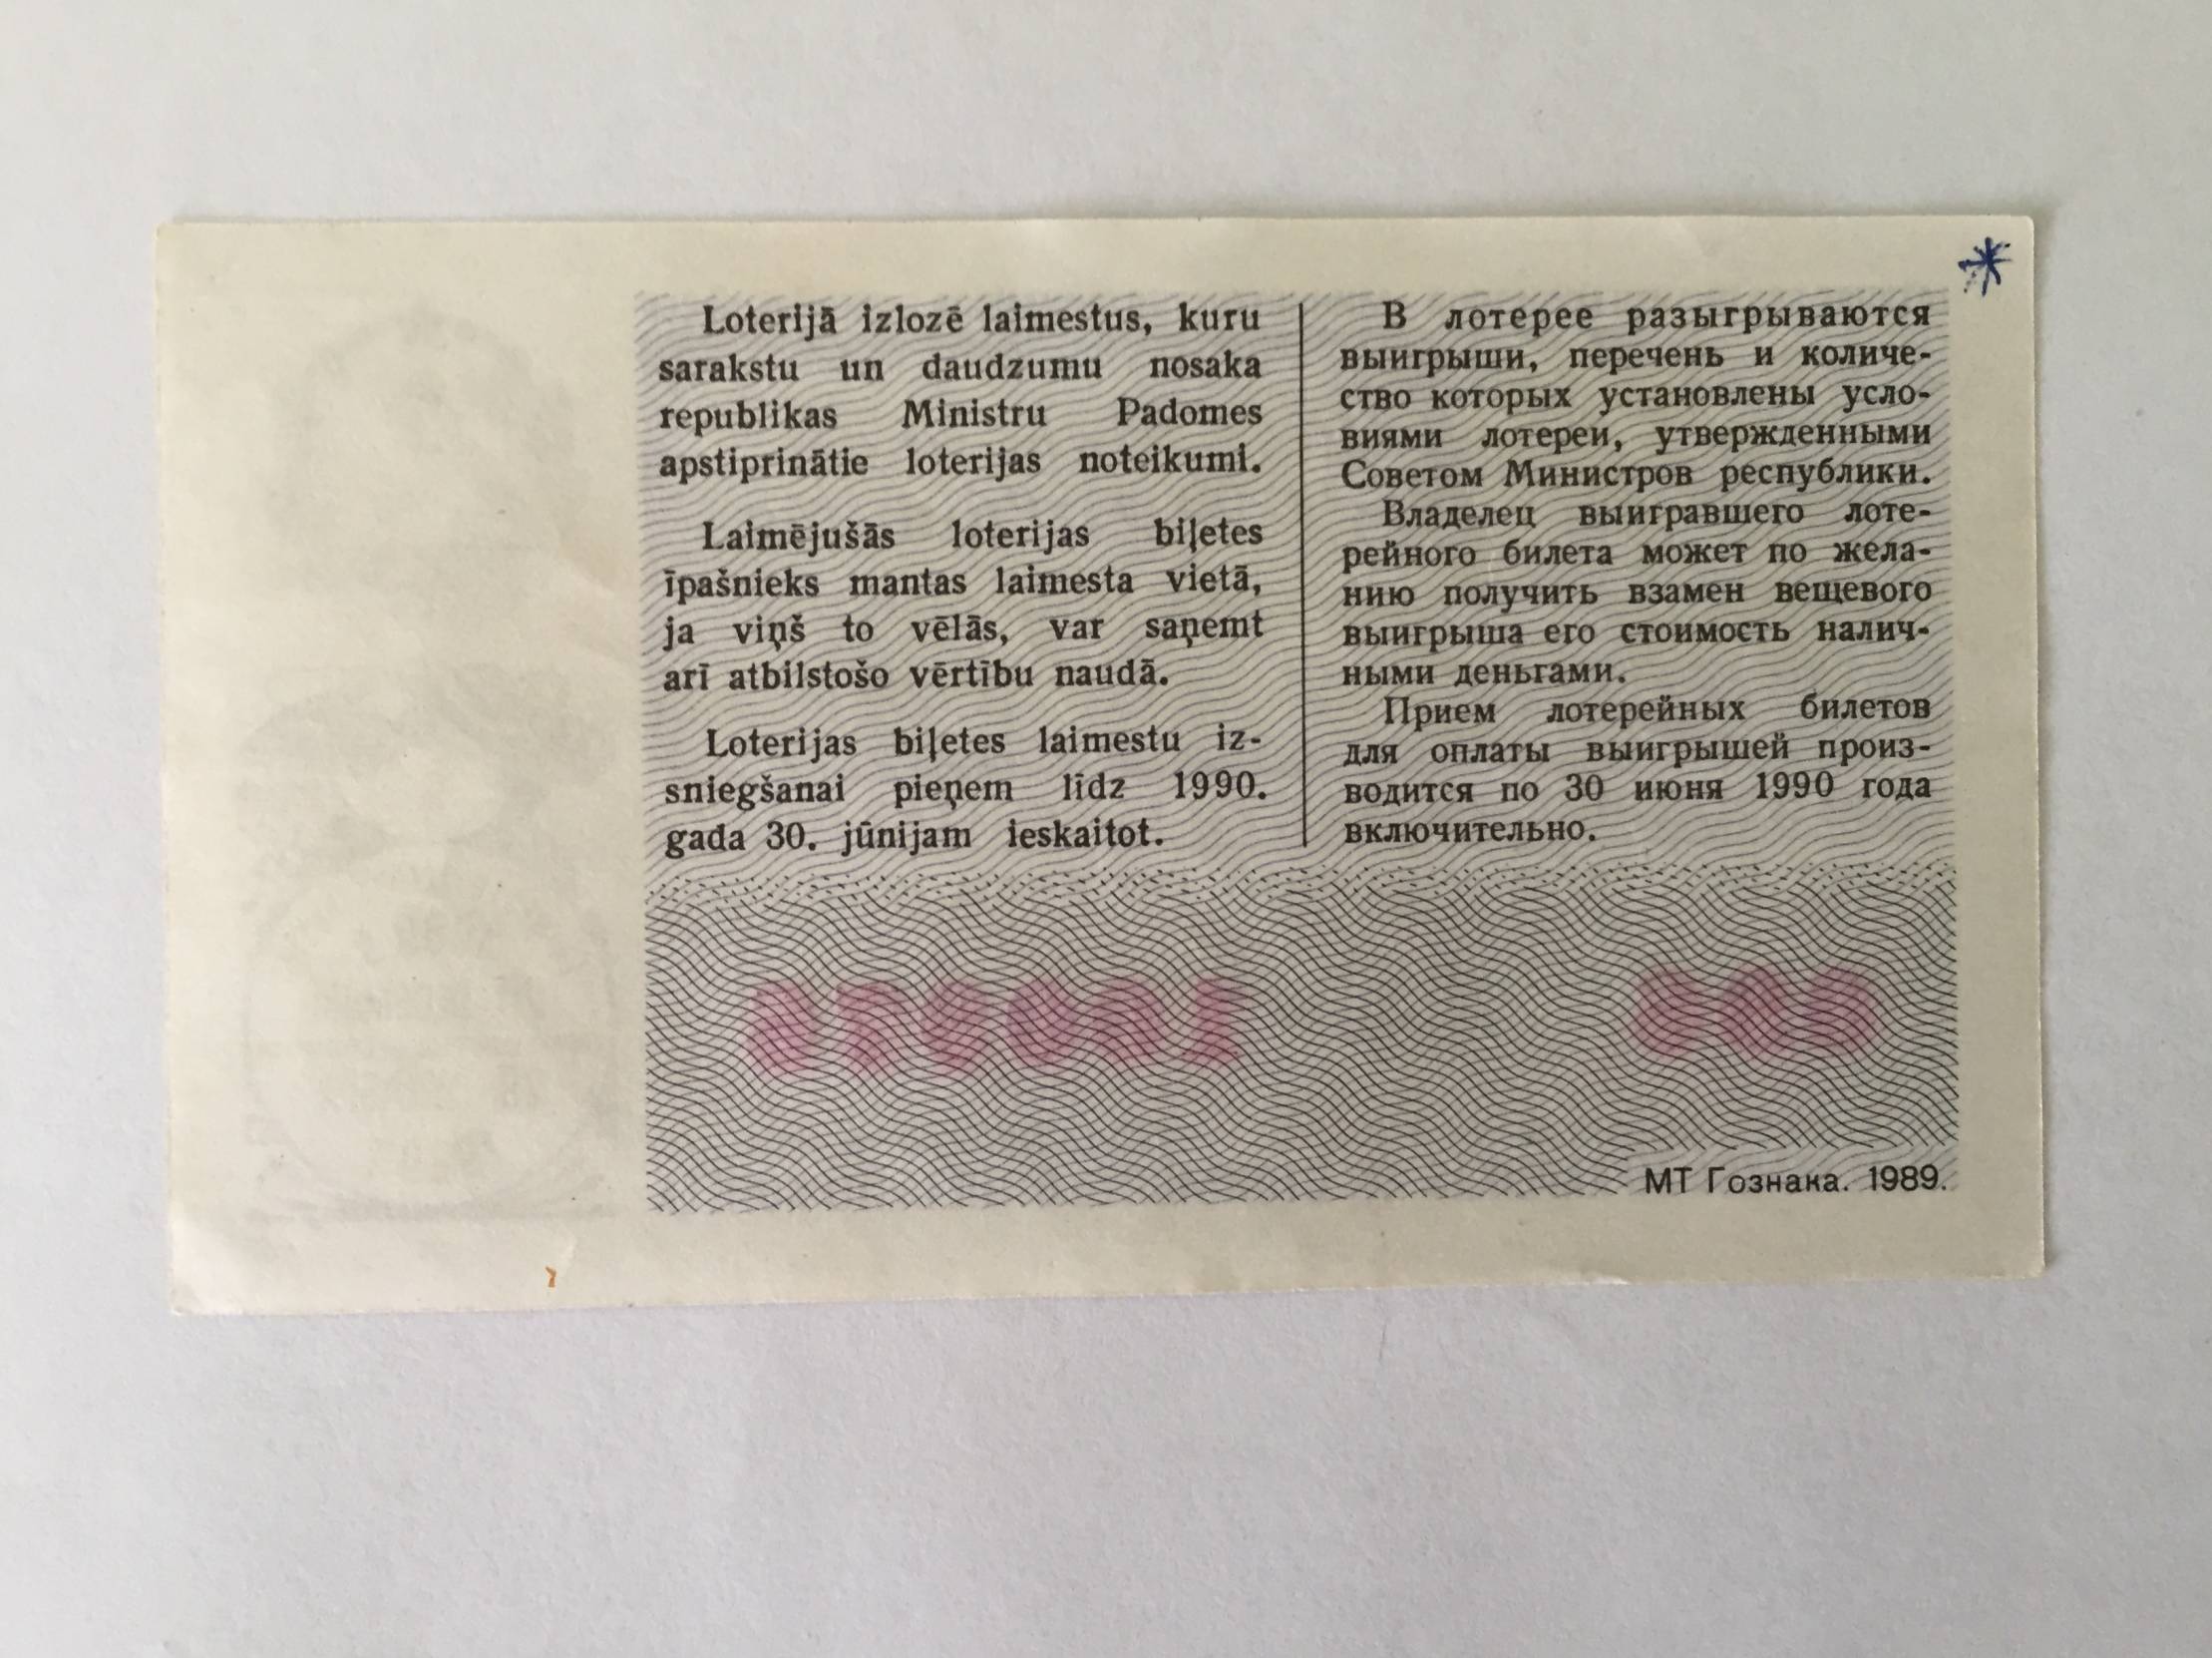 Loterijā izlozē laimestus, kuru
sarakstu un daudzumu nosaka
republikas Ministru Padomes
apstiprinātie loterijas noteikumi.
Laimējušās loterijas biļetes
īpašnieks mantas laimesta vietā,
ja viņš to vēlās, var saņemt
arī atbilstošo vērtību naudā.
Loterijas biļetes laimestu iz-
sniegšanai pieņem līdz 1990.
gada 30. jūnijam ieskaitot.
В лотерее разыгрываются
выигрыши, перечень и количе-
ство которых установлены усло-
виями лотереи, утвержденными
Советом Министров республики.
Владелец выигравшего лоте-
рейного билета может по жела-
нию получить взамен вещевого
выигрыша его стоимость налич-
ными деньгами.
Прием лотерейных билетов
для оплаты выигрышей произ-
водится по 30 июня 1990 года
включительно.
МТ Гознака. 1989.